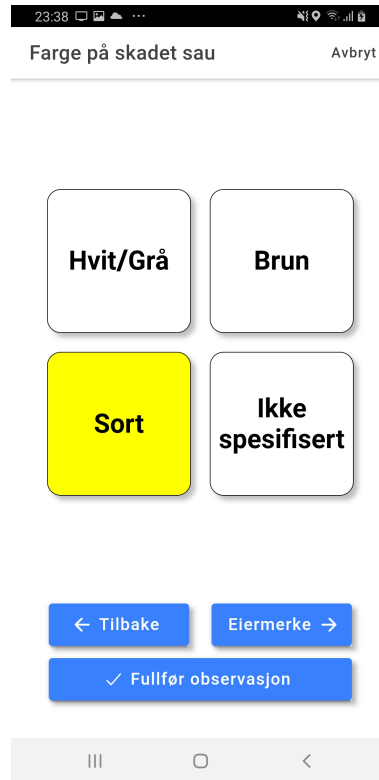 23:38
Farge på skadet sau
Avbryt
Hvit/Grå
Brun
Sort
Ikke
spesifisert
← Tilbake
Eiermerke →
✓ Fullfør observasjon